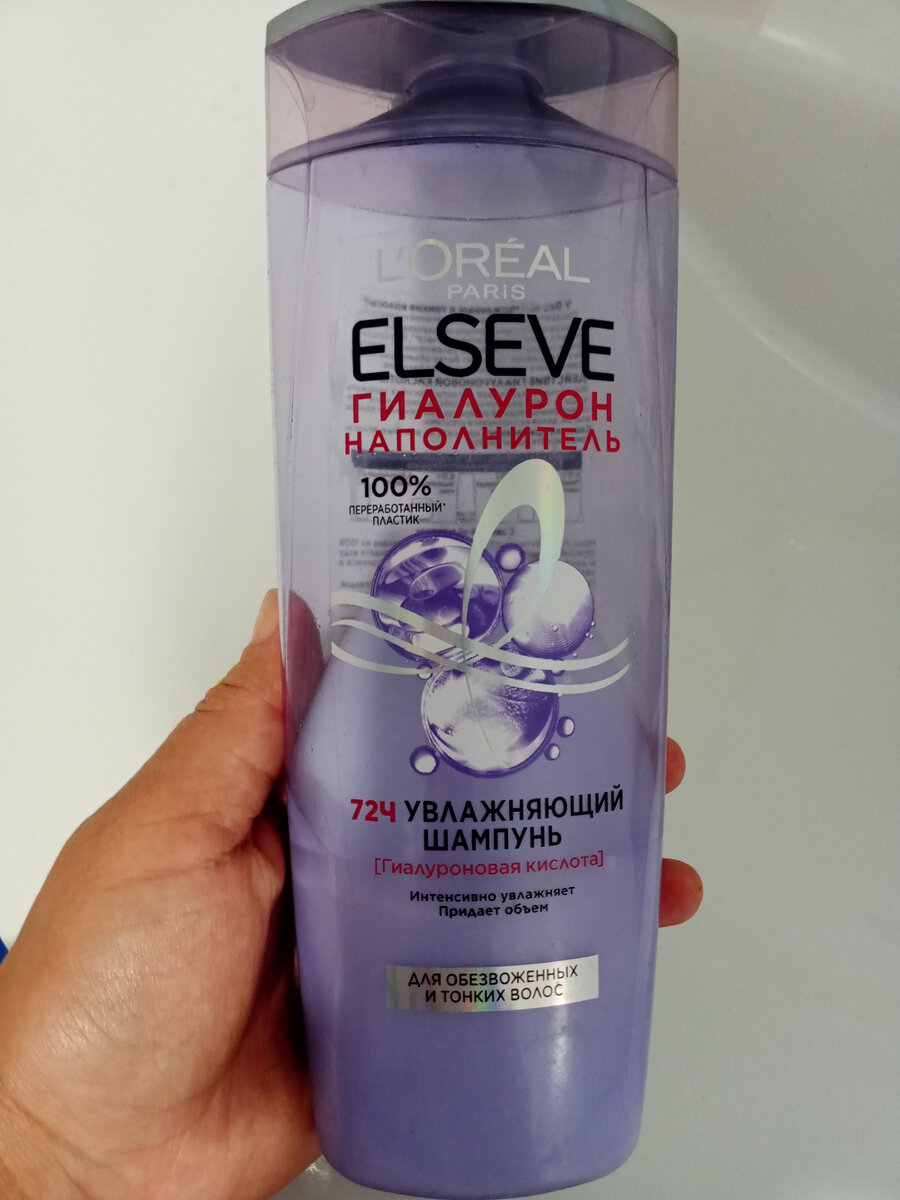 L'ORÉAL
PARIS
ELSEVE
ГИАЛУРОН
НАПОЛНИТЕЛЬ
100%
ПЕРЕРАБОТАННЫЙ*
ПЛАСТИК
72Ч УВЛАЖНЯЮЩИЙ
ШАМПУНЬ
[Гиалуроновая кислота]
Интенсивно увлажняет
Придает объем
ДЛЯ ОБЕЗВОЖЕННЫХ
И ТОНКИХ ВОЛОС